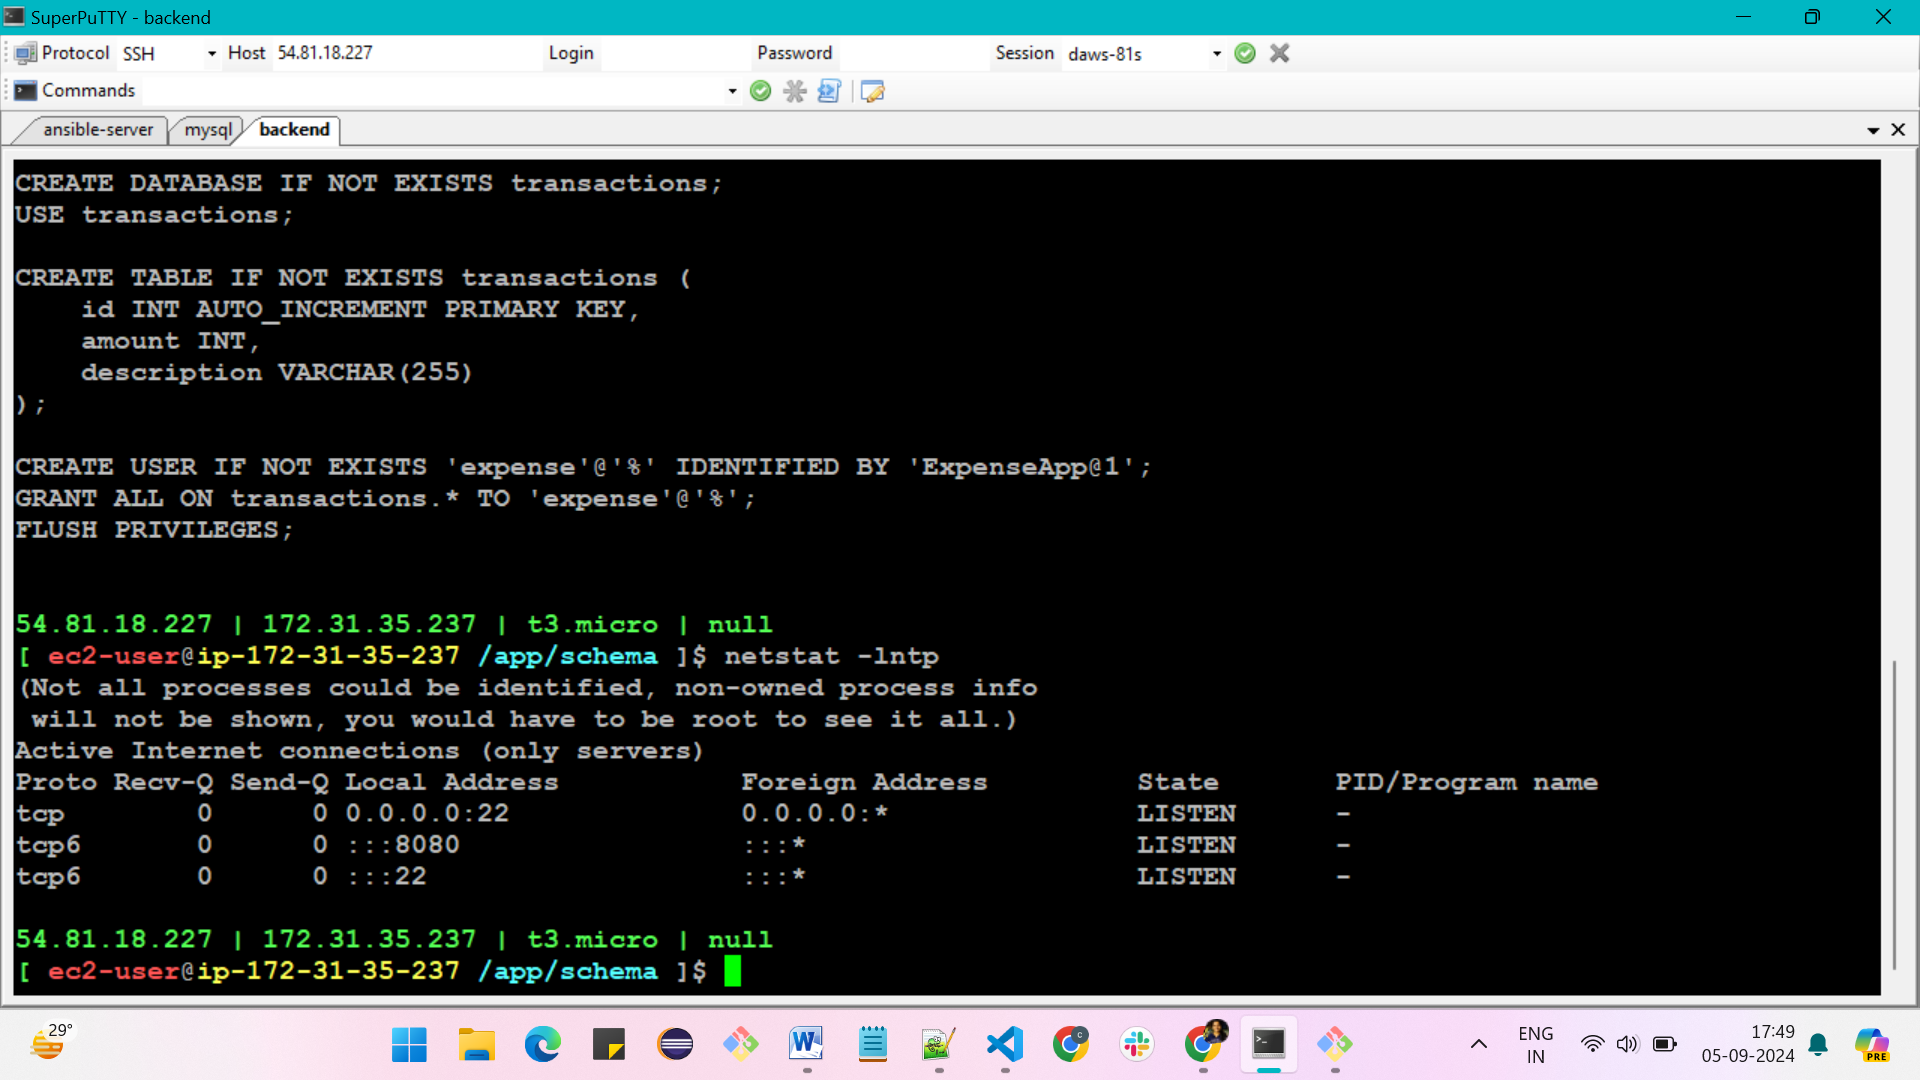 SuperPuTTY - backend
Protocol SSH Host 54.81.18.227 Login Password Session daws-81s
Commands
ansible-server mysql backend
CREATE DATABASE IF NOT EXISTS transactions;
USE transactions;
CREATE TABLE IF NOT EXISTS transactions (
    id INT AUTO_INCREMENT PRIMARY KEY,
    amount INT,
    description VARCHAR(255)
);
CREATE USER IF NOT EXISTS 'expense'@'%' IDENTIFIED BY 'ExpenseApp@1';
GRANT ALL ON transactions.* TO 'expense'@'%';
FLUSH PRIVILEGES;
54.81.18.227 | 172.31.35.237 | t3.micro | null
[ ec2-user@ip-172-31-35-237 /app/schema ]$ netstat -lntp
(Not all processes could be identified, non-owned process info
 will not be shown, you would have to be root to see it all.)
Active Internet connections (only servers)
Proto Recv-Q Send-Q Local Address           Foreign Address         State       PID/Program name
tcp        0      0 0.0.0.0:22              0.0.0.0:*               LISTEN      -
tcp6       0      0 :::8080                 :::*                    LISTEN      -
tcp6       0      0 :::22                   :::*                    LISTEN      -
54.81.18.227 | 172.31.35.237 | t3.micro | null
[ ec2-user@ip-172-31-35-237 /app/schema ]$
29°
ENG
IN
17:49
05-09-2024
PRE